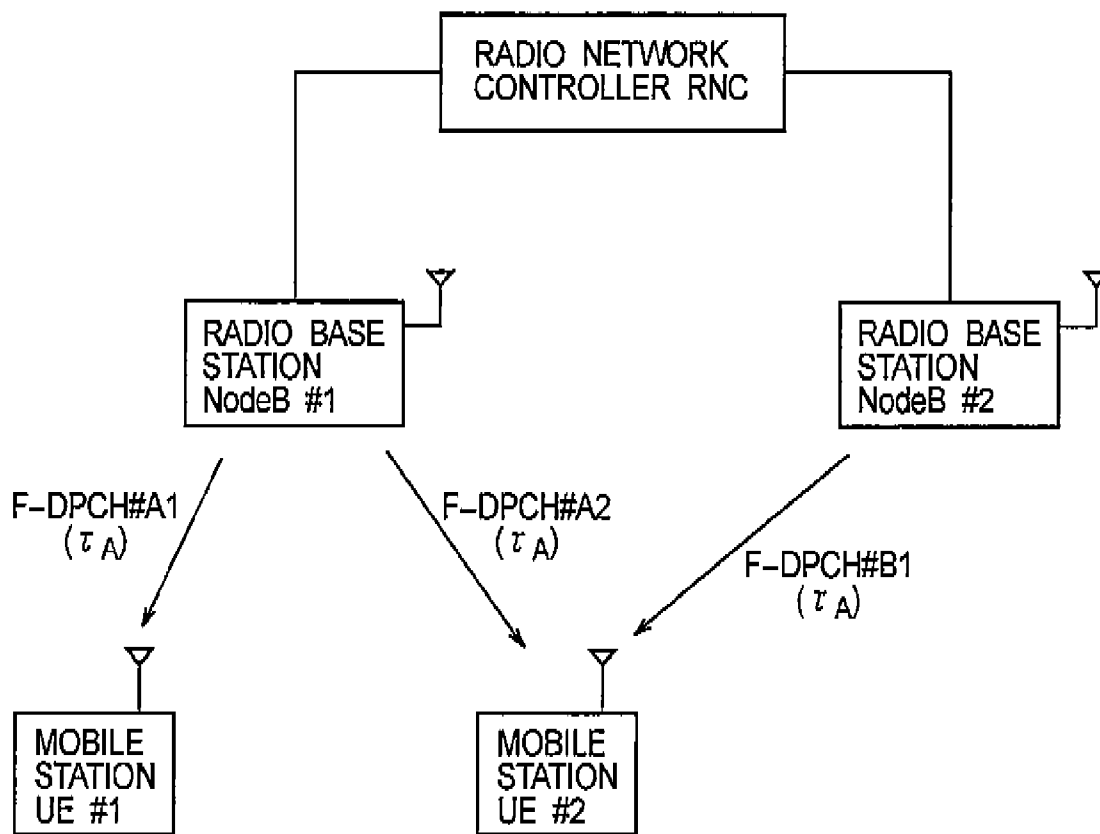 RADIO NETWORK
CONTROLLER RNC
RADIO BASE
STATION
NodeB #1
RADIO BASE
STATION
NodeB #2
F-DPCH#A1
(τA)
F-DPCH#A2
(τA)
F-DPCH#B1
(τA)
MOBILE
STATION
UE #1
MOBILE
STATION
UE #2